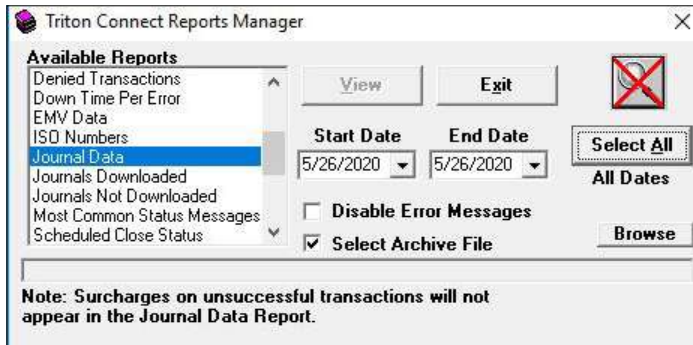 Triton Connect Reports Manager
Available Reports
Denied Transactions
Down Time Per Error
EMV Data
ISO Numbers
Journal Data
Journals Downloaded
Journals Not Downloaded
Most Common Status Messages
Scheduled Close Status
View
Exit
Start Date
End Date
5/26/2020
5/26/2020
Select All
All Dates
Disable Error Messages
Select Archive File
Browse
Note: Surcharges on unsuccessful transactions will not
appear in the Journal Data Report.